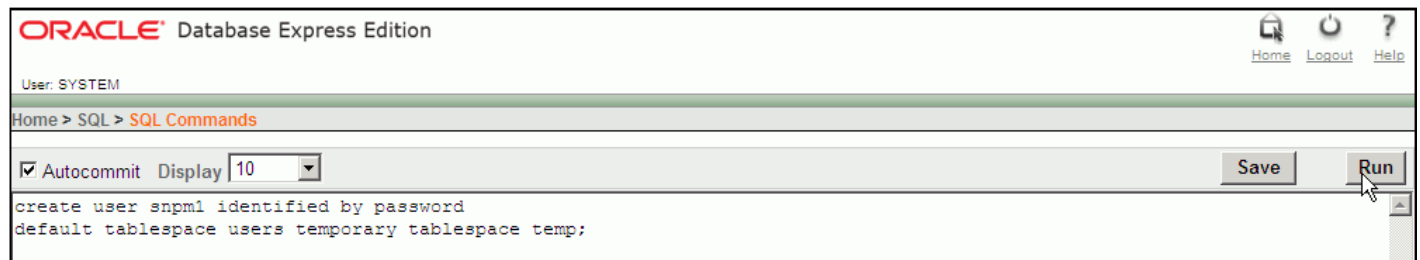 ORACLE® Database Express Edition
Home Logout Help
User: SYSTEM
Home > SQL > SQL Commands
Autocommit Display 10 Save Run
create user snpm1 identified by password
default tablespace users temporary tablespace temp;